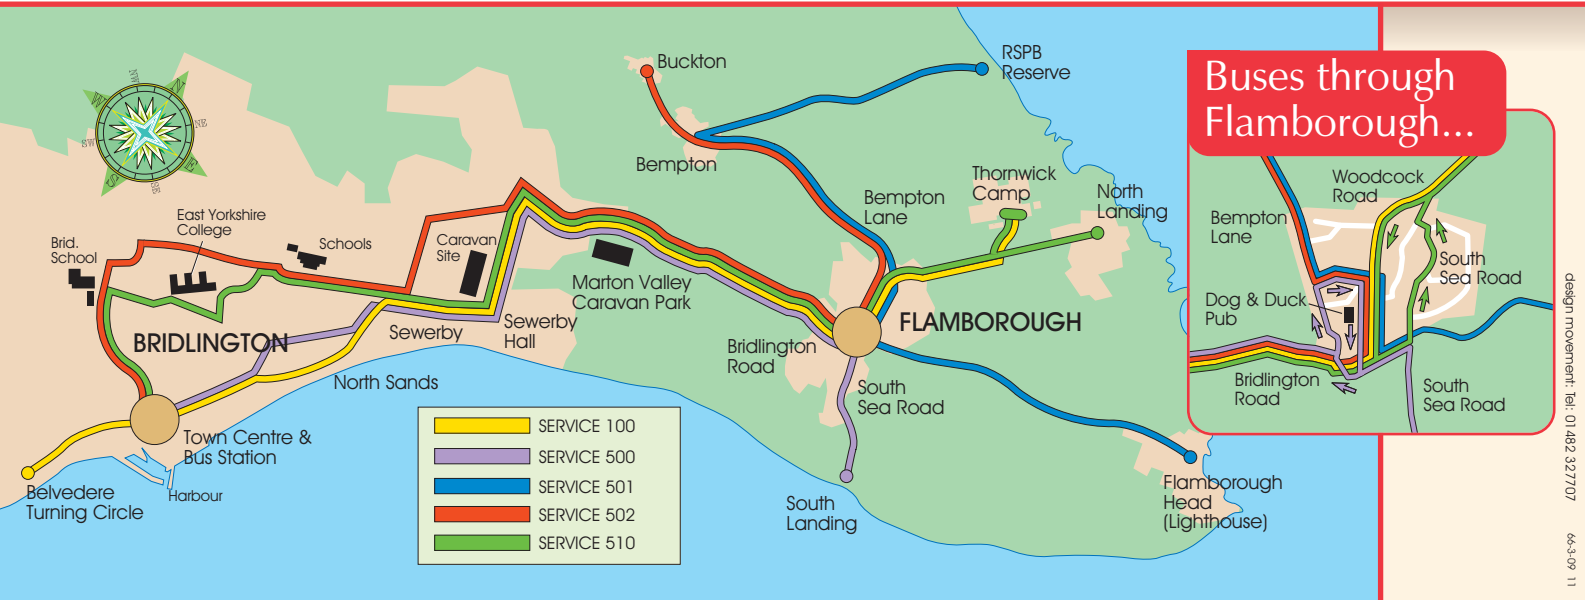 NW
N
W
NE
SW
E
S
SE
Buckton
RSPB
Reserve
Bempton
Thornwick
Camp
North
Landing
Bempton
Lane
East Yorkshire
College
Brid.
School
Schools
Caravan
Site
Marton Valley
Caravan Park
Sewerby
Sewerby
Hall
BRIDLINGTON
FLAMBOROUGH
Bridlington
Road
North Sands
South
Sea Road
Town Centre &
Bus Station
Harbour
Belvedere
Turning Circle
South
Landing
Flamborough
Head
(Lighthouse)
SERVICE 100
SERVICE 500
SERVICE 501
SERVICE 502
SERVICE 510
Buses through
Flamborough...
Woodcock
Road
Bempton
Lane
South
Sea Road
Dog & Duck
Pub
Bridlington
Road
South
Sea Road
design movement: Tel: 01482 327707
66-3-09 11